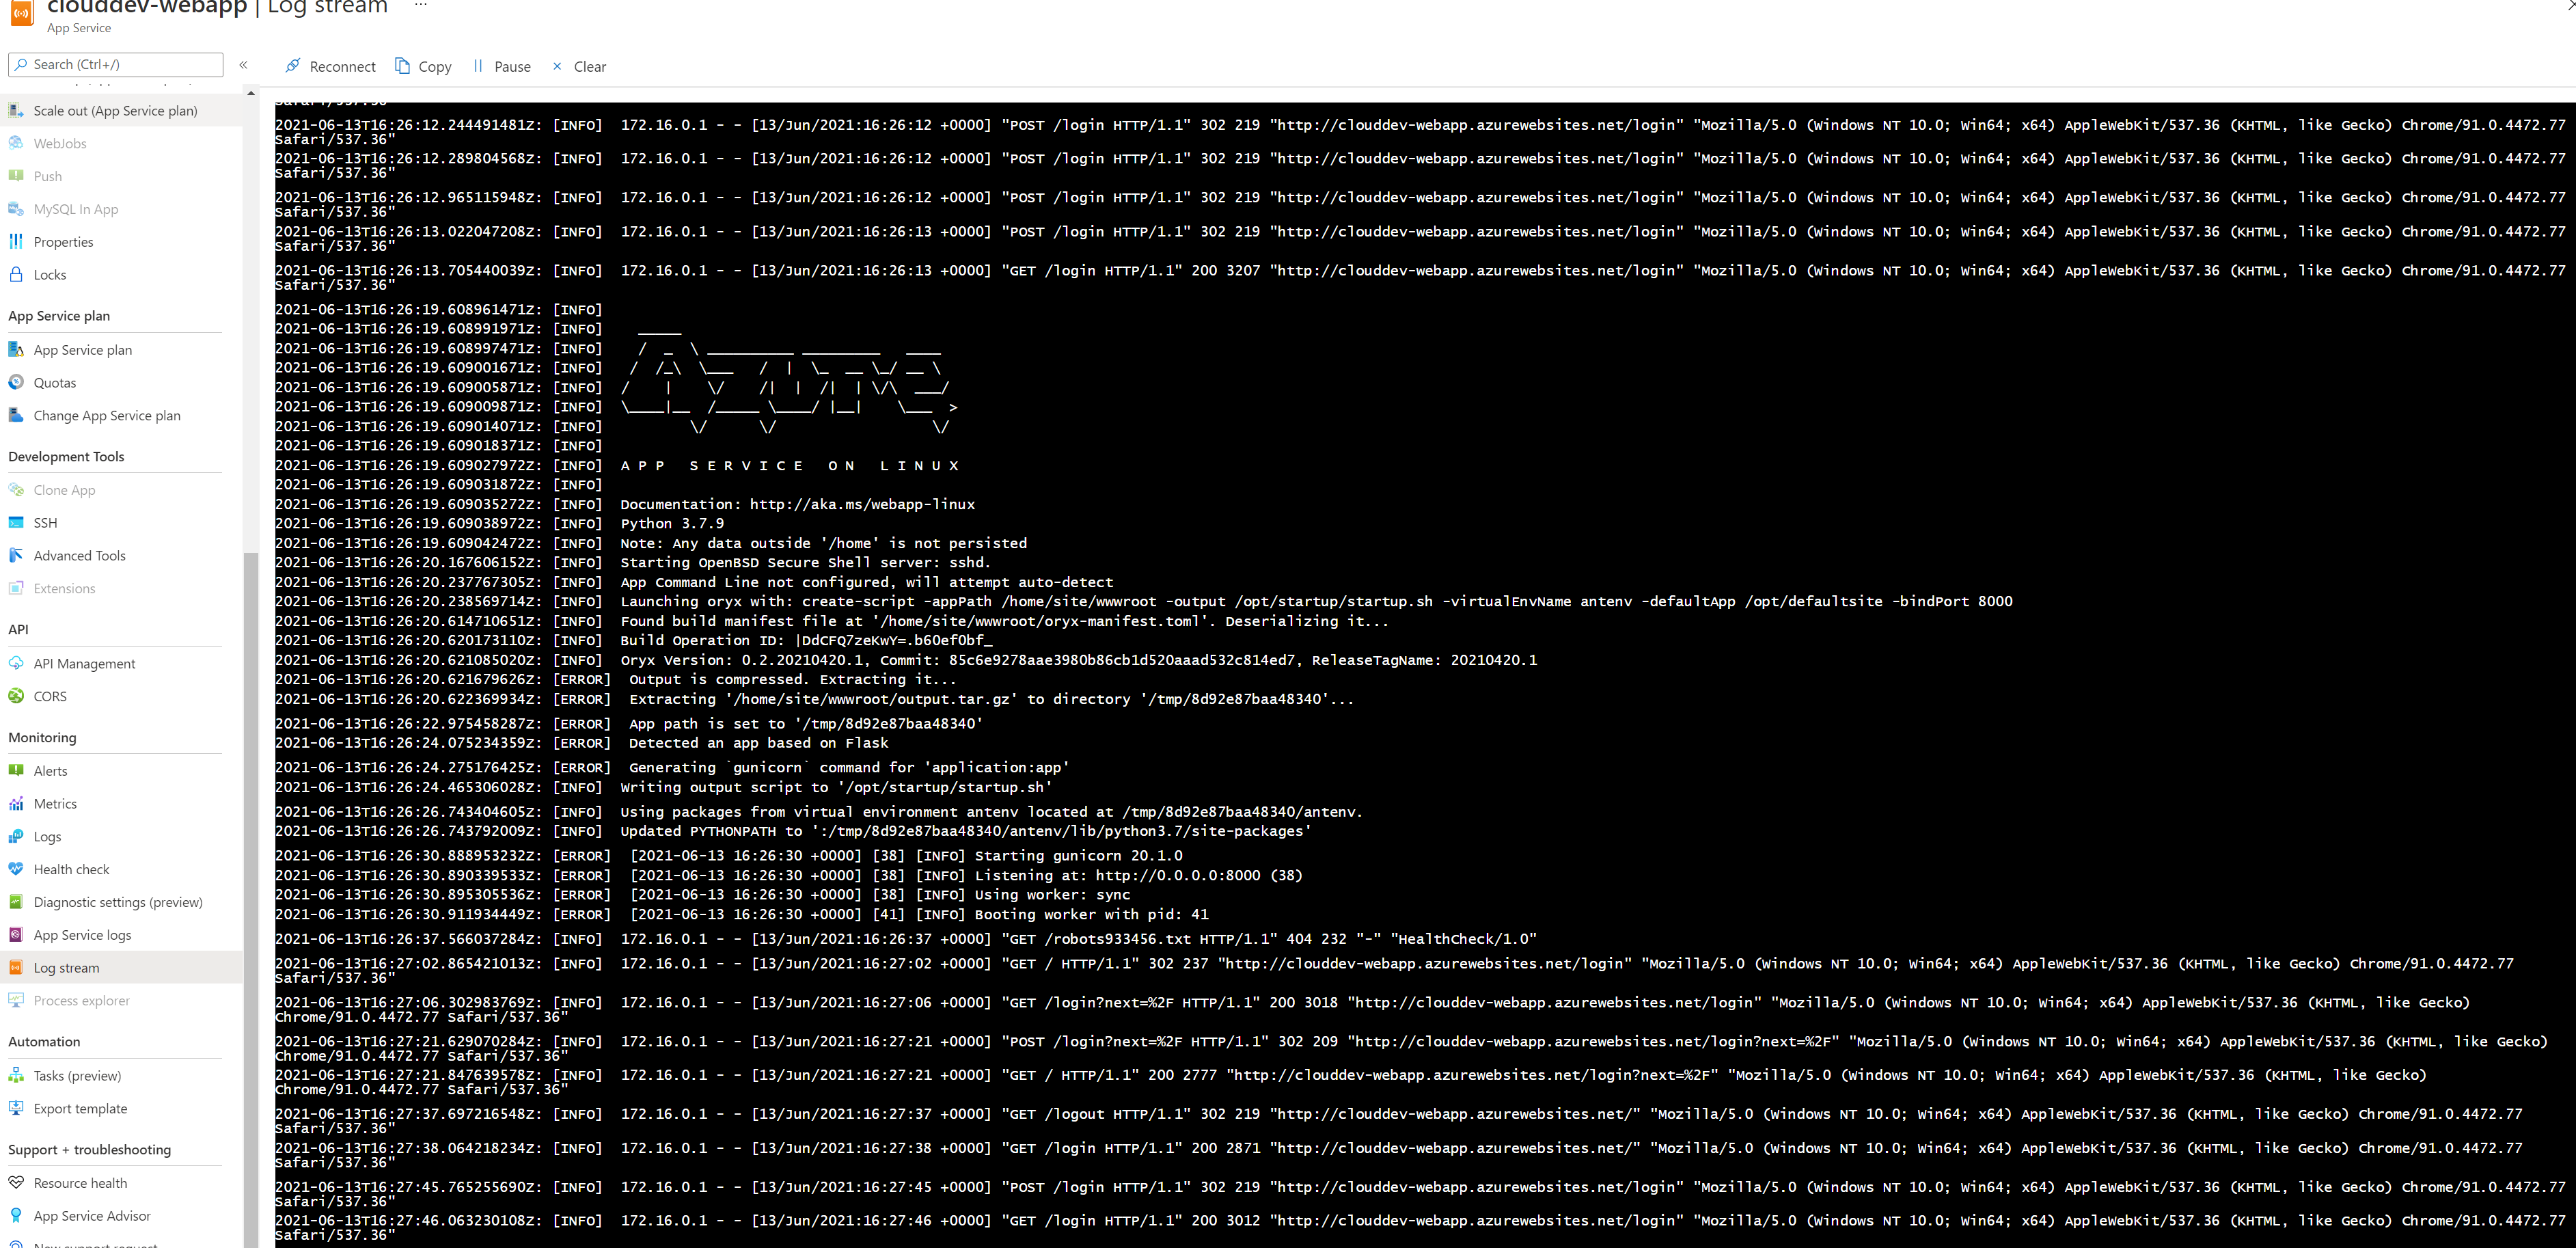 clouddev-webapp | Log stream ...
App Service
Search (Ctrl+/)
«
Reconnect
Copy
Pause
Clear
Scale out (App Service plan)
WebJobs
Push
MySQL In App
Properties
Locks
App Service plan
App Service plan
Quotas
Change App Service plan
Development Tools
Clone App
SSH
Advanced Tools
Extensions
API
API Management
CORS
Monitoring
Alerts
Metrics
Logs
Health check
Diagnostic settings (preview)
App Service logs
Log stream
Process explorer
Automation
Tasks (preview)
Export template
Support + troubleshooting
Resource health
App Service Advisor
New support request
Safari/537.36"
2021-06-13T16:26:12.244491481Z: [INFO]  172.16.0.1 - - [13/Jun/2021:16:26:12 +0000] "POST /login HTTP/1.1" 302 219 "http://clouddev-webapp.azurewebsites.net/login" "Mozilla/5.0 (Windows NT 10.0; Win64; x64) AppleWebKit/537.36 (KHTML, like Gecko) Chrome/91.0.4472.77
Safari/537.36"
2021-06-13T16:26:12.289804568Z: [INFO]  172.16.0.1 - - [13/Jun/2021:16:26:12 +0000] "POST /login HTTP/1.1" 302 219 "http://clouddev-webapp.azurewebsites.net/login" "Mozilla/5.0 (Windows NT 10.0; Win64; x64) AppleWebKit/537.36 (KHTML, like Gecko) Chrome/91.0.4472.77
Safari/537.36"
2021-06-13T16:26:12.965115948Z: [INFO]  172.16.0.1 - - [13/Jun/2021:16:26:12 +0000] "POST /login HTTP/1.1" 302 219 "http://clouddev-webapp.azurewebsites.net/login" "Mozilla/5.0 (Windows NT 10.0; Win64; x64) AppleWebKit/537.36 (KHTML, like Gecko) Chrome/91.0.4472.77
Safari/537.36"
2021-06-13T16:26:13.022047208Z: [INFO]  172.16.0.1 - - [13/Jun/2021:16:26:13 +0000] "POST /login HTTP/1.1" 302 219 "http://clouddev-webapp.azurewebsites.net/login" "Mozilla/5.0 (Windows NT 10.0; Win64; x64) AppleWebKit/537.36 (KHTML, like Gecko) Chrome/91.0.4472.77
Safari/537.36"
2021-06-13T16:26:13.705440039Z: [INFO]  172.16.0.1 - - [13/Jun/2021:16:26:13 +0000] "GET /login HTTP/1.1" 200 3207 "http://clouddev-webapp.azurewebsites.net/login" "Mozilla/5.0 (Windows NT 10.0; Win64; x64) AppleWebKit/537.36 (KHTML, like Gecko) Chrome/91.0.4472.77
Safari/537.36"
2021-06-13T16:26:19.608961471Z: [INFO]
2021-06-13T16:26:19.608991971Z: [INFO]    _____
2021-06-13T16:26:19.608997471Z: [INFO]    /  _  \ __________ _________   ____
2021-06-13T16:26:19.609001671Z: [INFO]   /  /_\  \\___   /  |  \_  __ \_/ __ \
2021-06-13T16:26:19.609005871Z: [INFO]  /    |    \/    /|  |  /|  | \/\  ___/
2021-06-13T16:26:19.609009871Z: [INFO]  \____|__  /_____ \____/ |__|    \___  >
2021-06-13T16:26:19.609014071Z: [INFO]          \/      \/                  \/
2021-06-13T16:26:19.609018371Z: [INFO]
2021-06-13T16:26:19.609027972Z: [INFO]  A P P   S E R V I C E   O N   L I N U X
2021-06-13T16:26:19.609031872Z: [INFO]
2021-06-13T16:26:19.609035272Z: [INFO]  Documentation: http://aka.ms/webapp-linux
2021-06-13T16:26:19.609038972Z: [INFO]  Python 3.7.9
2021-06-13T16:26:19.609042472Z: [INFO]  Note: Any data outside '/home' is not persisted
2021-06-13T16:26:20.167606152Z: [INFO]  Starting OpenBSD Secure Shell server: sshd.
2021-06-13T16:26:20.237767305Z: [INFO]  App Command Line not configured, will attempt auto-detect
2021-06-13T16:26:20.238569714Z: [INFO]  Launching oryx with: create-script -appPath /home/site/wwwroot -output /opt/startup/startup.sh -virtualEnvName antenv -defaultApp /opt/defaultsite -bindPort 8000
2021-06-13T16:26:20.614710651Z: [INFO]  Found build manifest file at '/home/site/wwwroot/oryx-manifest.toml'. Deserializing it...
2021-06-13T16:26:20.620173110Z: [INFO]  Build Operation ID: |DdCFQ7zeKwY=.b60ef0bf_
2021-06-13T16:26:20.621085020Z: [INFO]  Oryx Version: 0.2.20210420.1, Commit: 85c6e9278aae3980b86cb1d520aaad532c814ed7, ReleaseTagName: 20210420.1
2021-06-13T16:26:20.621679626Z: [ERROR]  Output is compressed. Extracting it...
2021-06-13T16:26:20.622369934Z: [ERROR]  Extracting '/home/site/wwwroot/output.tar.gz' to directory '/tmp/8d92e87baa48340'...
2021-06-13T16:26:22.975458287Z: [ERROR]  App path is set to '/tmp/8d92e87baa48340'
2021-06-13T16:26:24.075234359Z: [ERROR]  Detected an app based on Flask
2021-06-13T16:26:24.275176425Z: [ERROR]  Generating `gunicorn` command for 'application:app'
2021-06-13T16:26:24.465306028Z: [INFO]  Writing output script to '/opt/startup/startup.sh'
2021-06-13T16:26:26.743404605Z: [INFO]  Using packages from virtual environment antenv located at /tmp/8d92e87baa48340/antenv.
2021-06-13T16:26:26.743792009Z: [INFO]  Updated PYTHONPATH to ':/tmp/8d92e87baa48340/antenv/lib/python3.7/site-packages'
2021-06-13T16:26:30.888953232Z: [ERROR]  [2021-06-13 16:26:30 +0000] [38] [INFO] Starting gunicorn 20.1.0
2021-06-13T16:26:30.890339533Z: [ERROR]  [2021-06-13 16:26:30 +0000] [38] [INFO] Listening at: http://0.0.0.0:8000 (38)
2021-06-13T16:26:30.895305536Z: [ERROR]  [2021-06-13 16:26:30 +0000] [38] [INFO] Using worker: sync
2021-06-13T16:26:30.911934449Z: [ERROR]  [2021-06-13 16:26:30 +0000] [41] [INFO] Booting worker with pid: 41
2021-06-13T16:26:37.566037284Z: [INFO]  172.16.0.1 - - [13/Jun/2021:16:26:37 +0000] "GET /robots933456.txt HTTP/1.1" 404 232 "-" "HealthCheck/1.0"
2021-06-13T16:27:02.865421013Z: [INFO]  172.16.0.1 - - [13/Jun/2021:16:27:02 +0000] "GET / HTTP/1.1" 302 237 "http://clouddev-webapp.azurewebsites.net/login" "Mozilla/5.0 (Windows NT 10.0; Win64; x64) AppleWebKit/537.36 (KHTML, like Gecko) Chrome/91.0.4472.77
Safari/537.36"
2021-06-13T16:27:06.302983769Z: [INFO]  172.16.0.1 - - [13/Jun/2021:16:27:06 +0000] "GET /login?next=%2F HTTP/1.1" 200 3018 "http://clouddev-webapp.azurewebsites.net/login" "Mozilla/5.0 (Windows NT 10.0; Win64; x64) AppleWebKit/537.36 (KHTML, like Gecko)
Chrome/91.0.4472.77 Safari/537.36"
2021-06-13T16:27:21.629070284Z: [INFO]  172.16.0.1 - - [13/Jun/2021:16:27:21 +0000] "POST /login?next=%2F HTTP/1.1" 302 209 "http://clouddev-webapp.azurewebsites.net/login?next=%2F" "Mozilla/5.0 (Windows NT 10.0; Win64; x64) AppleWebKit/537.36 (KHTML, like Gecko)
Chrome/91.0.4472.77 Safari/537.36"
2021-06-13T16:27:21.847639578Z: [INFO]  172.16.0.1 - - [13/Jun/2021:16:27:21 +0000] "GET / HTTP/1.1" 200 2777 "http://clouddev-webapp.azurewebsites.net/login?next=%2F" "Mozilla/5.0 (Windows NT 10.0; Win64; x64) AppleWebKit/537.36 (KHTML, like Gecko)
Chrome/91.0.4472.77 Safari/537.36"
2021-06-13T16:27:37.697216548Z: [INFO]  172.16.0.1 - - [13/Jun/2021:16:27:37 +0000] "GET /logout HTTP/1.1" 302 219 "http://clouddev-webapp.azurewebsites.net/" "Mozilla/5.0 (Windows NT 10.0; Win64; x64) AppleWebKit/537.36 (KHTML, like Gecko) Chrome/91.0.4472.77
Safari/537.36"
2021-06-13T16:27:38.064218234Z: [INFO]  172.16.0.1 - - [13/Jun/2021:16:27:38 +0000] "GET /login HTTP/1.1" 200 2871 "http://clouddev-webapp.azurewebsites.net/" "Mozilla/5.0 (Windows NT 10.0; Win64; x64) AppleWebKit/537.36 (KHTML, like Gecko) Chrome/91.0.4472.77
Safari/537.36"
2021-06-13T16:27:45.765255690Z: [INFO]  172.16.0.1 - - [13/Jun/2021:16:27:45 +0000] "POST /login HTTP/1.1" 302 219 "http://clouddev-webapp.azurewebsites.net/login" "Mozilla/5.0 (Windows NT 10.0; Win64; x64) AppleWebKit/537.36 (KHTML, like Gecko) Chrome/91.0.4472.77
Safari/537.36"
2021-06-13T16:27:46.063230108Z: [INFO]  172.16.0.1 - - [13/Jun/2021:16:27:46 +0000] "GET /login HTTP/1.1" 200 3012 "http://clouddev-webapp.azurewebsites.net/login" "Mozilla/5.0 (Windows NT 10.0; Win64; x64) AppleWebKit/537.36 (KHTML, like Gecko) Chrome/91.0.4472.77
Safari/537.36"